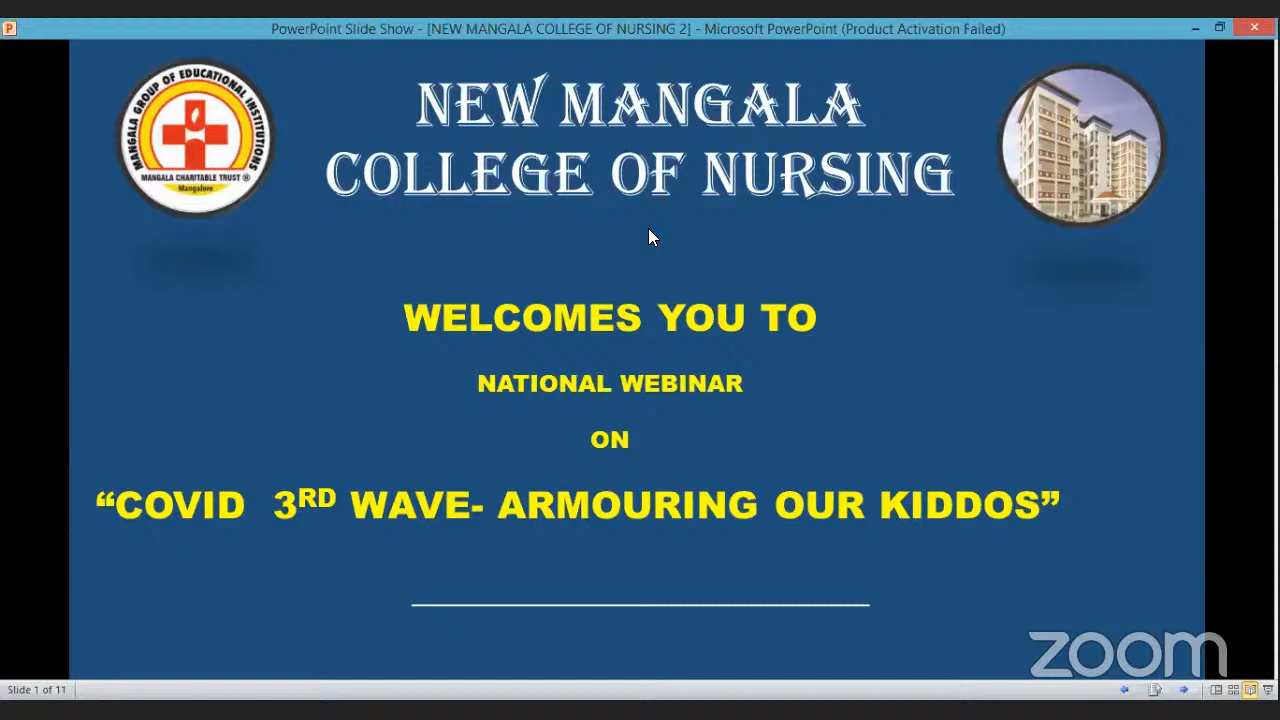 PowerPoint Slide Show - [NEW MANGALA COLLEGE OF NURSING 2] - Microsoft PowerPoint (Product Activation Failed)
MANGALA GROUP OF EDUCATIONAL INSTITUTIONS
MANGALA CHARITABLE TRUST ®
Mangalore
NEW MANGALA
COLLEGE OF NURSING
WELCOMES YOU TO
NATIONAL WEBINAR
ON
“COVID 3RD WAVE- ARMOURING OUR KIDDOS”
zoom
Slide 1 of 11